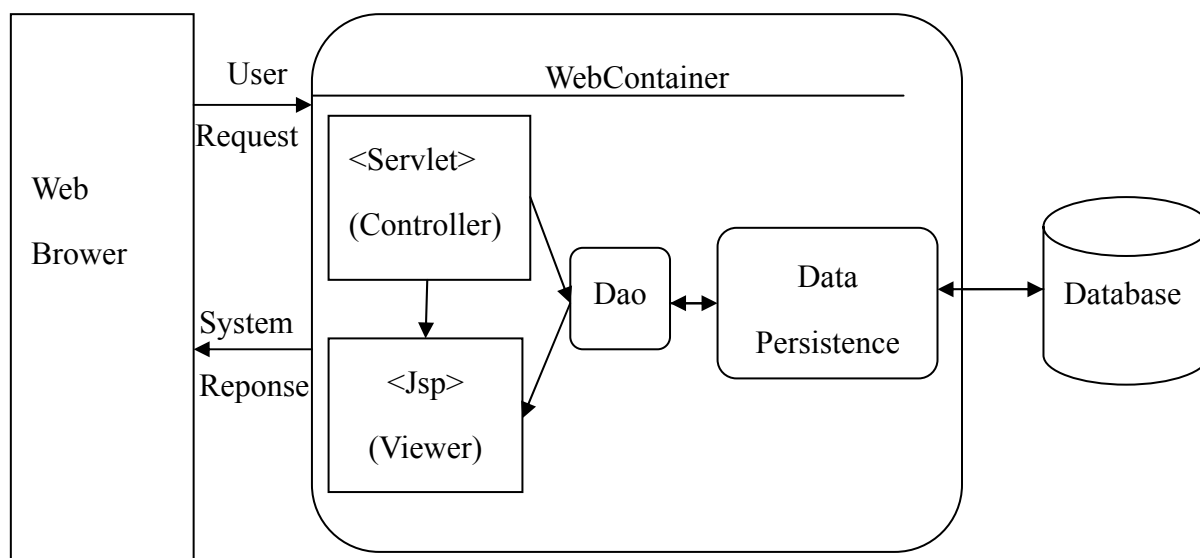 Web
Brower
User
Request
System
Reponse
WebContainer
<Servlet>
(Controller)
<Jsp>
(Viewer)
Dao
Data
Persistence
Database